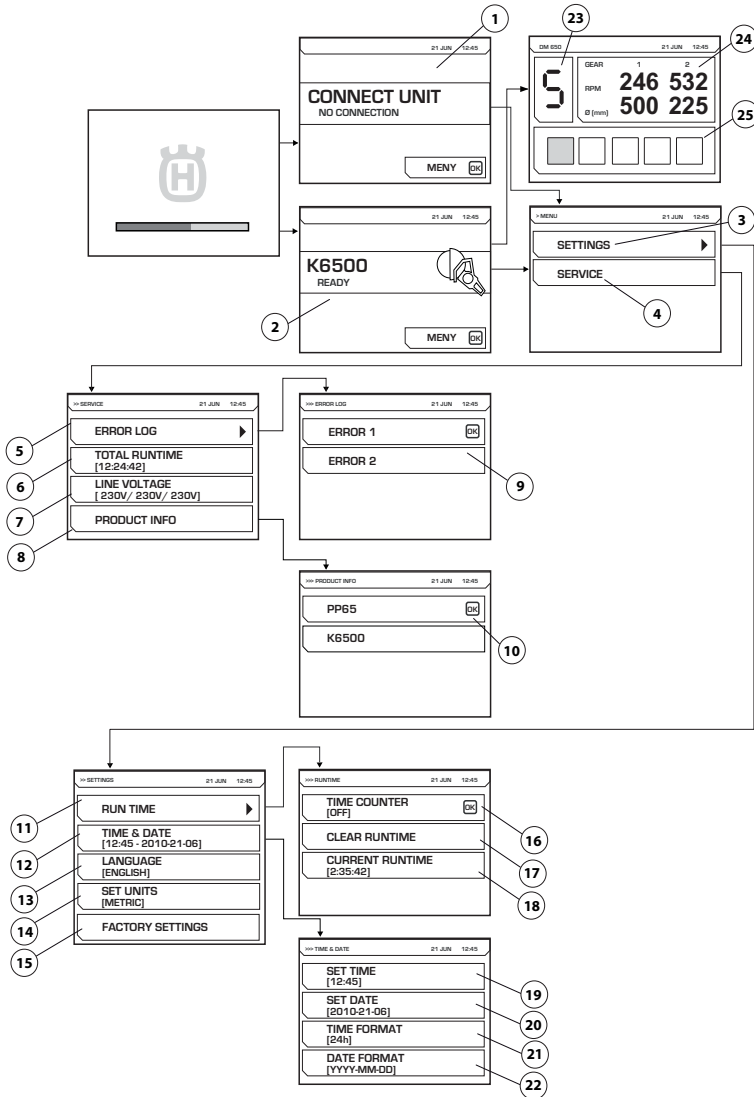 1
21 JUN 12:45
CONNECT UNIT
NO CONNECTION
MENY OK
23
24
DM 650 21 JUN 12:45
GEAR 1 2
RPM 246 532
Ø (mm) 500 225
S
25
H
21 JUN 12:45
K6500
READY
MENY OK
2
> MENU 21 JUN 12:45
SETTINGS
SERVICE
3
4
>> SERVICE 21 JUN 12:45
ERROR LOG
TOTAL RUNTIME
[12:24:42]
LINE VOLTAGE
[ 230V/ 230V/ 230V]
PRODUCT INFO
5
6
7
8
>>> ERROR LOG 21 JUN 12:45
ERROR 1 OK
ERROR 2
9
>>> PRODUCT INFO 21 JUN 12:45
PP65 OK
K6500
10
>> SETTINGS 21 JUN 12:45
RUN TIME
TIME & DATE
[12:45 - 2010-21-06]
LANGUAGE
[ENGLISH]
SET UNITS
[METRIC]
FACTORY SETTINGS
11
12
13
14
15
>>> RUNTIME 21 JUN 12:45
TIME COUNTER OK
[OFF]
CLEAR RUNTIME
CURRENT RUNTIME
[2:35:42]
16
17
18
>>> TIME & DATE 21 JUN 12:45
SET TIME
[12:45]
SET DATE
[2010-21-06]
TIME FORMAT
[24h]
DATE FORMAT
[YYYY-MM-DD]
19
20
21
22